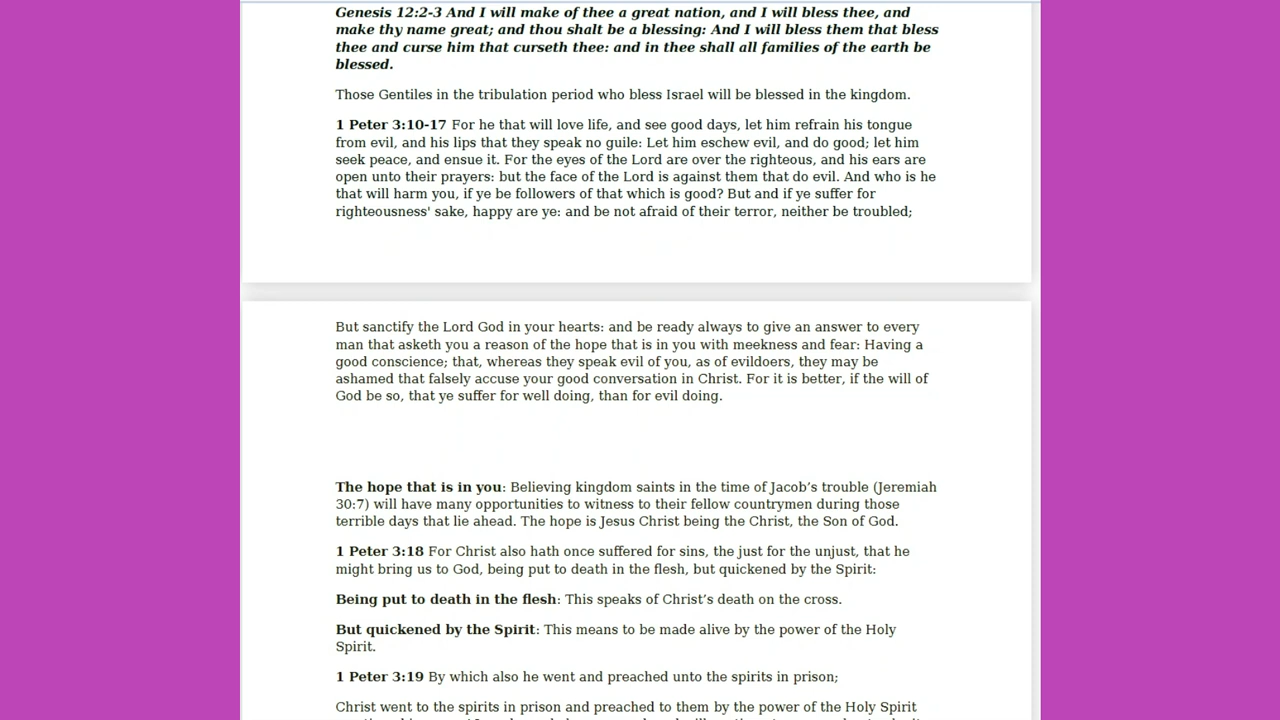 Genesis 12:2-3 And I will make of thee a great nation, and I will bless thee, and
make thy name great; and thou shalt be a blessing: And I will bless them that bless
thee and curse him that curseth thee: and in thee shall all families of the earth be
blessed.
Those Gentiles in the tribulation period who bless Israel will be blessed in the kingdom.
1 Peter 3:10-17 For he that will love life, and see good days, let him refrain his tongue
from evil, and his lips that they speak no guile: Let him eschew evil, and do good; let him
seek peace, and ensue it. For the eyes of the Lord are over the righteous, and his ears are
open unto their prayers: but the face of the Lord is against them that do evil. And who is he
that will harm you, if ye be followers of that which is good? But and if ye suffer for
righteousness' sake, happy are ye: and be not afraid of their terror, neither be troubled;
But sanctify the Lord God in your hearts: and be ready always to give an answer to every
man that asketh you a reason of the hope that is in you with meekness and fear: Having a
good conscience; that, whereas they speak evil of you, as of evildoers, they may be
ashamed that falsely accuse your good conversation in Christ. For it is better, if the will of
God be so, that ye suffer for well doing, than for evil doing.
The hope that is in you: Believing kingdom saints in the time of Jacob’s trouble (Jeremiah
30:7) will have many opportunities to witness to their fellow countrymen during those
terrible days that lie ahead. The hope is Jesus Christ being the Christ, the Son of God.
1 Peter 3:18 For Christ also hath once suffered for sins, the just for the unjust, that he
might bring us to God, being put to death in the flesh, but quickened by the Spirit:
Being put to death in the flesh: This speaks of Christ’s death on the cross.
But quickened by the Spirit: This means to be made alive by the power of the Holy
Spirit.
1 Peter 3:19 By which also he went and preached unto the spirits in prison;
Christ went to the spirits in prison and preached to them by the power of the Holy Spirit